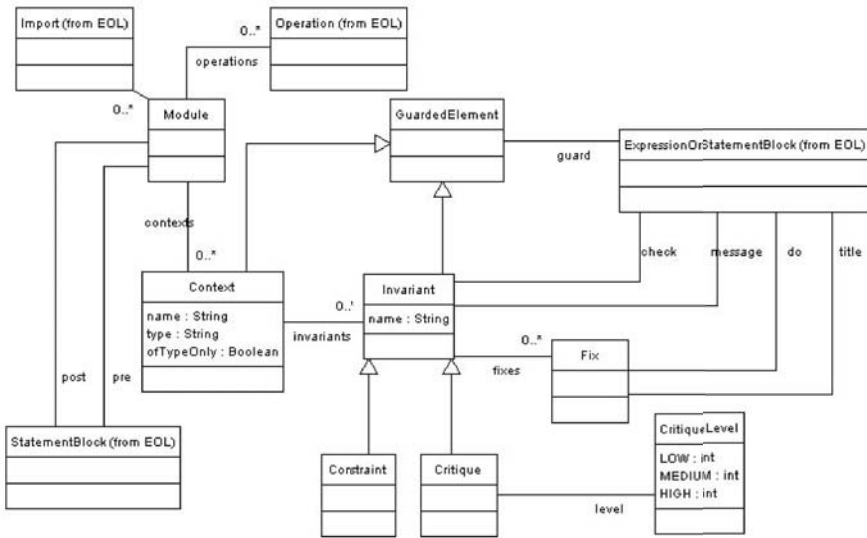 Import (from EOL)
Operation (from EOL)
0..*
operations
0..*
Module
GuardedElement
ExpressionOrStatementBlock (from EOL)
guard
contexts
check
message
do
title
0..*
Context
name : String
type : String
ofTypeOnly : Boolean
0..*
invariants
Invariant
name : String
0..*
fixes
Fix
post
pre
StatementBlock (from EOL)
Constraint
Critique
level
CritiqueLevel
LOW : int
MEDIUM : int
HIGH : int